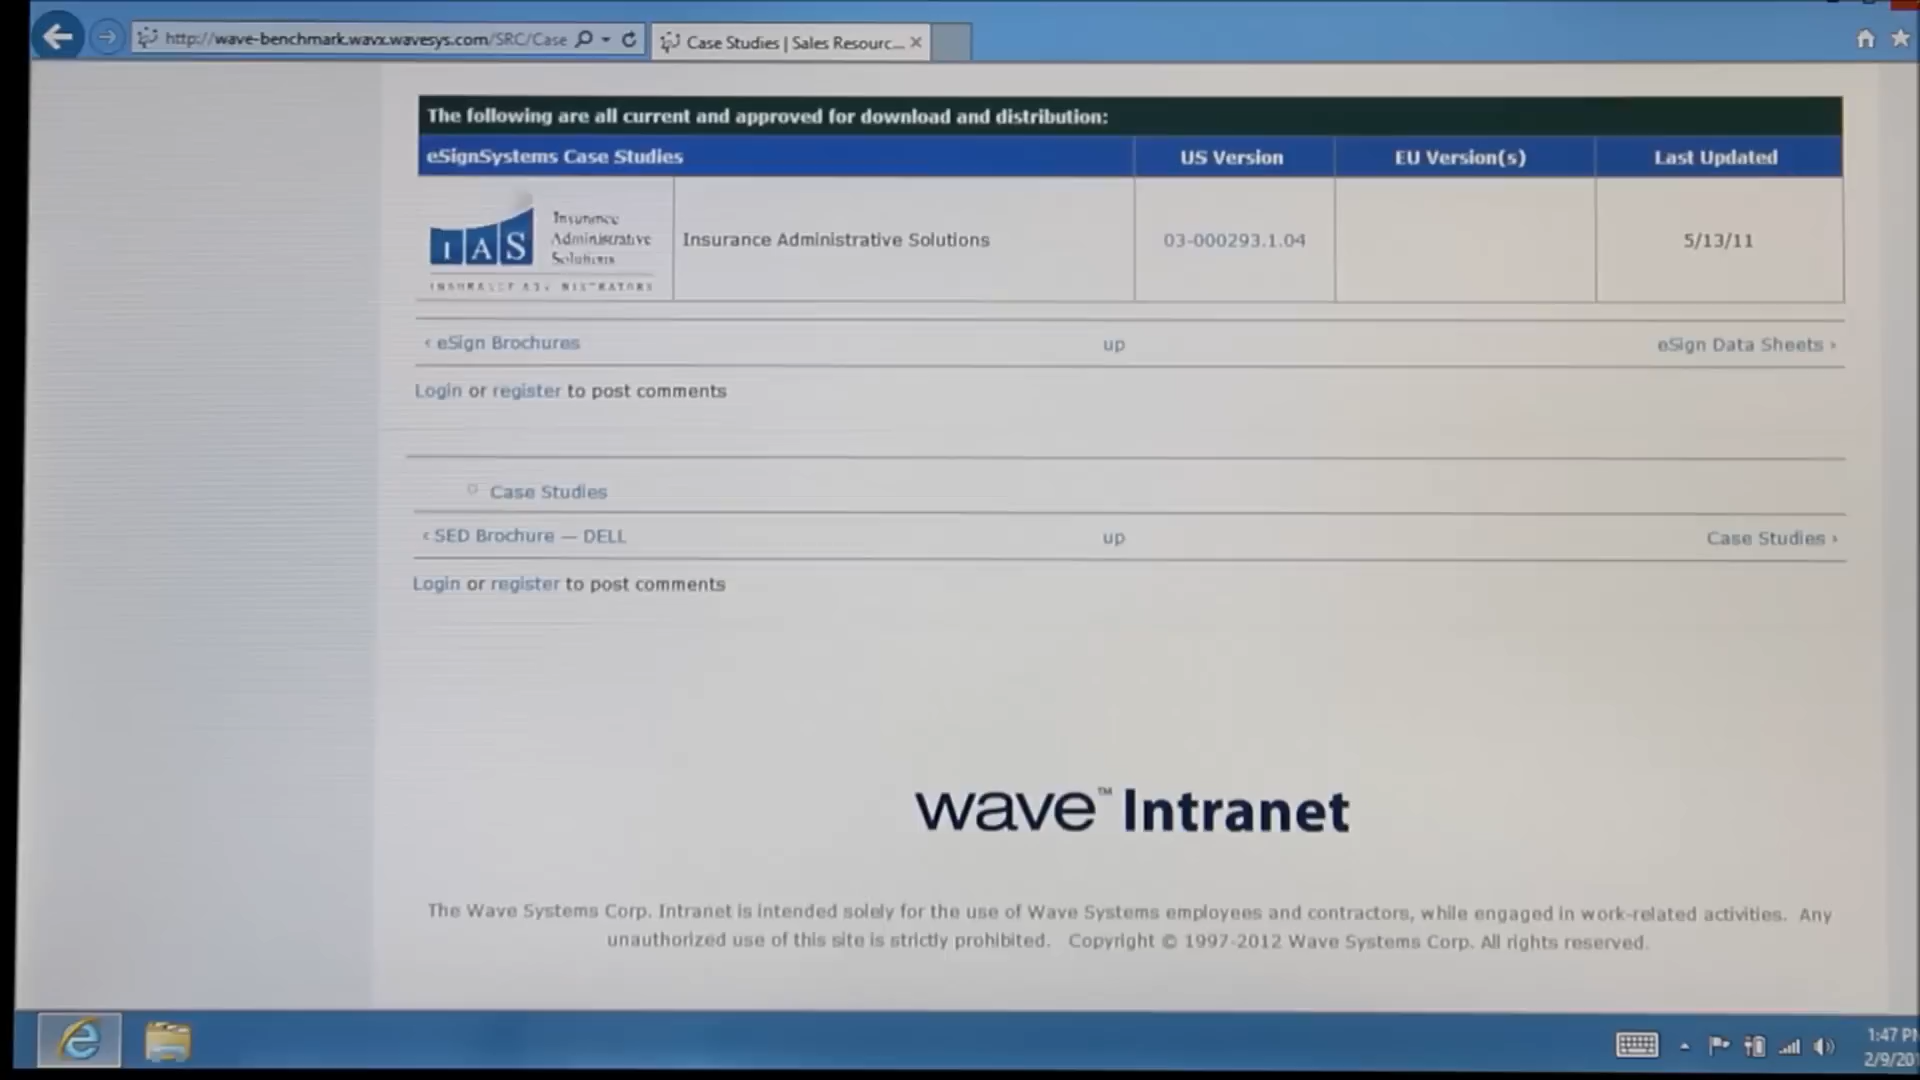 http://wave-benchmark.wavx.wavesys.com/SRC/Case
Case Studies | Sales Resourc...
The following are all current and approved for download and distribution:
eSignSystems Case Studies
US Version
EU Version(s)
Last Updated
IAS
Insurance
Administrative
Solutions
Insurance Administrative Solutions
03-000293.1.04
5/13/11
‹ eSign Brochures
up
eSign Data Sheets ›
Login or register to post comments
Case Studies
‹ SED Brochure — DELL
up
Case Studies ›
Login or register to post comments
wave™ Intranet
The Wave Systems Corp. Intranet is intended solely for the use of Wave Systems employees and contractors, while engaged in work-related activities. Any
unauthorized use of this site is strictly prohibited. Copyright © 1997-2012 Wave Systems Corp. All rights reserved.
1:47 P
2/9/20